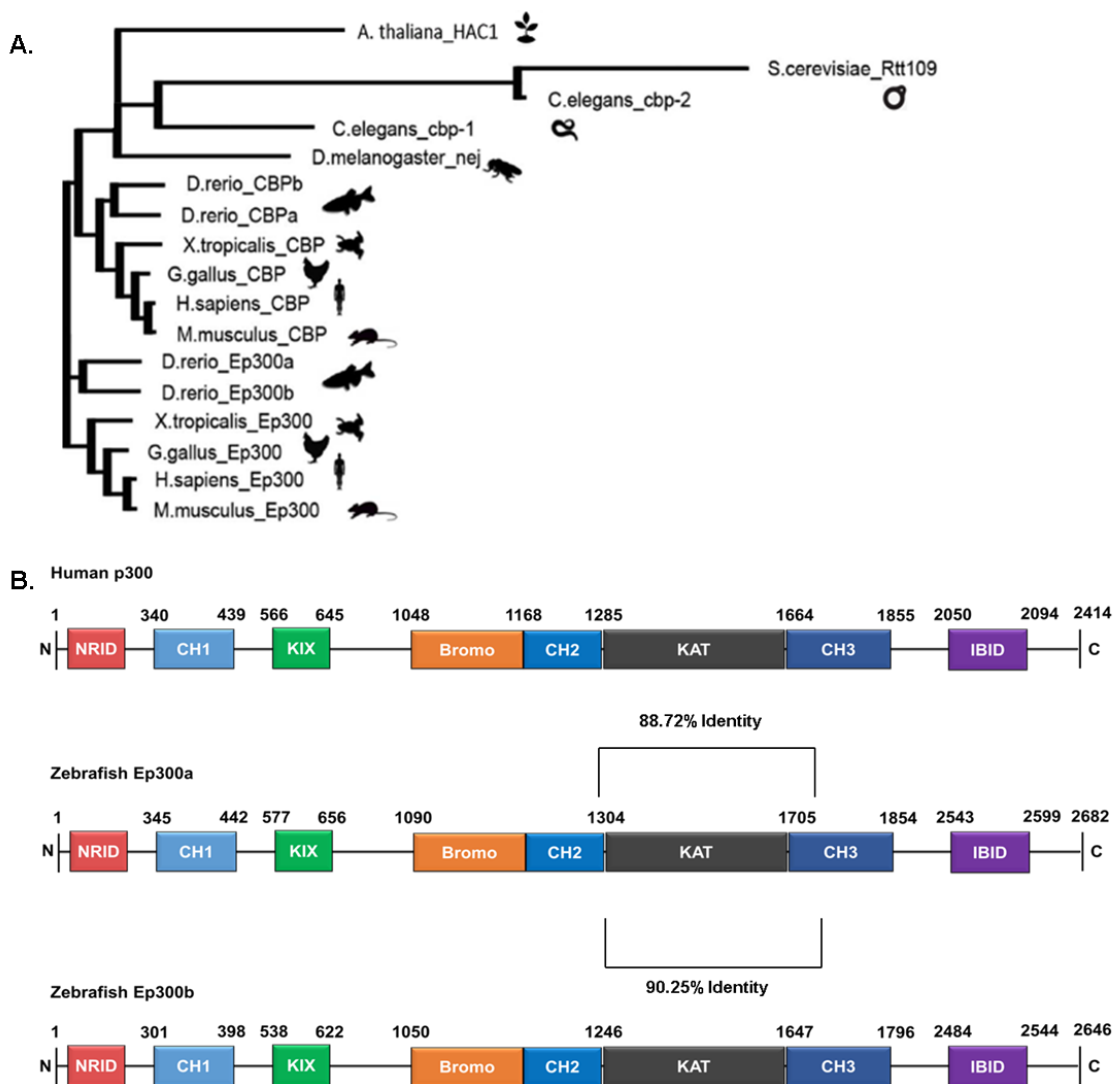 A.
A. thaliana_HAC1
S.cerevisiae_Rtt109
C.elegans_cbp-2
C.elegans_cbp-1
D.melanogaster_nej
D.rerio_CBPb
D.rerio_CBPa
X.tropicalis_CBP
G.gallus_CBP
H.sapiens_CBP
M.musculus_CBP
D.rerio_Ep300a
D.rerio_Ep300b
X.tropicalis_Ep300
G.gallus_Ep300
H.sapiens_Ep300
M.musculus_Ep300
B.
Human p300
1 340 439 566 645 1048 1168 1285 1664 1855 2050 2094 2414
N NRID CH1 KIX Bromo CH2 KAT CH3 IBID C
88.72% Identity
Zebrafish Ep300a
1 345 442 577 656 1090 1304 1705 1854 2543 2599 2682
N NRID CH1 KIX Bromo CH2 KAT CH3 IBID C
90.25% Identity
Zebrafish Ep300b
1 301 398 538 622 1050 1246 1647 1796 2484 2544 2646
N NRID CH1 KIX Bromo CH2 KAT CH3 IBID C